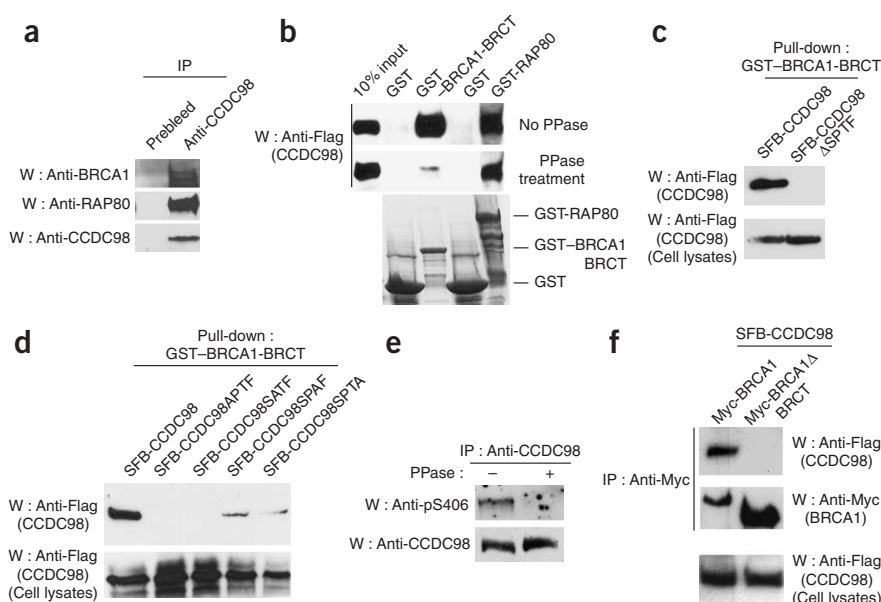 a
IP
Prebleed
Anti-CCDC98
W : Anti-BRCA1
W : Anti-RAP80
W : Anti-CCDC98
b
10% input
GST
GST
–BRCA1-BRCT
GST
GST-RAP80
W : Anti-Flag
(CCDC98)
No PPase
PPase
treatment
GST-RAP80
GST–BRCA1
BRCT
GST
c
Pull-down :
GST–BRCA1-BRCT
SFB-CCDC98
SFB-CCDC98
ΔSPTF
W : Anti-Flag
(CCDC98)
W : Anti-Flag
(CCDC98)
(Cell lysates)
d
Pull-down :
GST–BRCA1-BRCT
SFB-CCDC98
SFB-CCDC98APTF
SFB-CCDC98SATF
SFB-CCDC98SPAF
SFB-CCDC98SPTA
W : Anti-Flag
(CCDC98)
W : Anti-Flag
(CCDC98)
(Cell lysates)
e
IP : Anti-CCDC98
PPase : – +
W : Anti-pS406
W : Anti-CCDC98
f
SFB-CCDC98
Myc-BRCA1
Myc-BRCA1Δ
BRCT
IP : Anti-Myc
W : Anti-Flag
(CCDC98)
W : Anti-Myc
(BRCA1)
W : Anti-Flag
(CCDC98)
(Cell lysates)